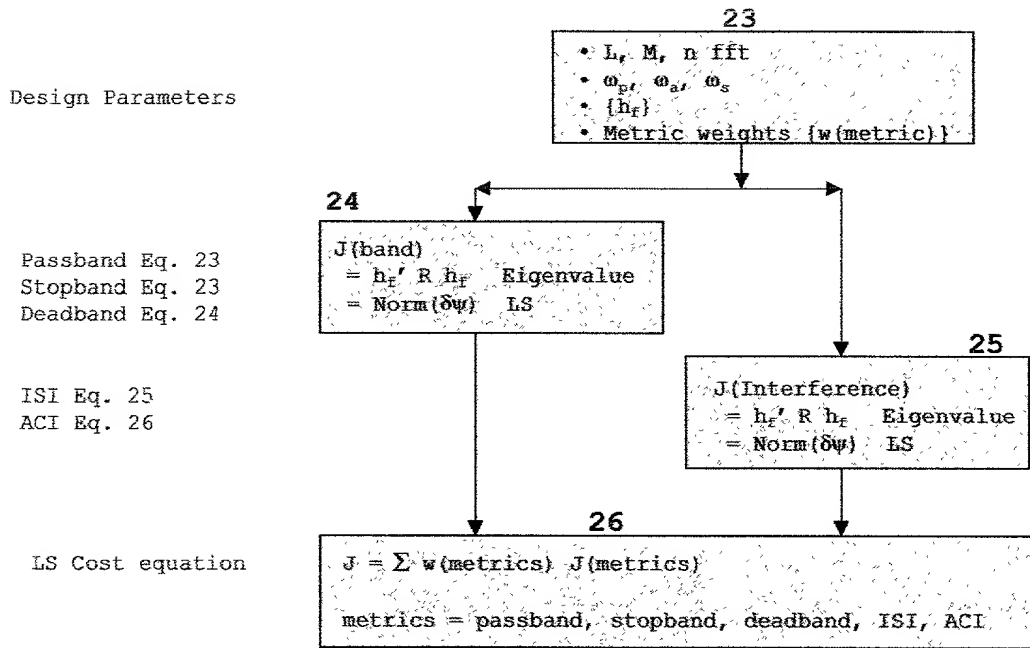 23
• L, M, n fft
• ωp, ωa, ωs
• {hf}
• Metric weights {w(metric)}
Design Parameters
24
J(band)
= hf' R hf Eigenvalue
= Norm(δψ) LS
Passband Eq. 23
Stopband Eq. 23
Deadband Eq. 24
25
J(Interference)
= hf' R hf Eigenvalue
= Norm(δψ) LS
ISI Eq. 25
ACI Eq. 26
26
LS Cost equation
J = Σ w(metrics) J(metrics)
metrics = passband, stopband, deadband, ISI, ACI